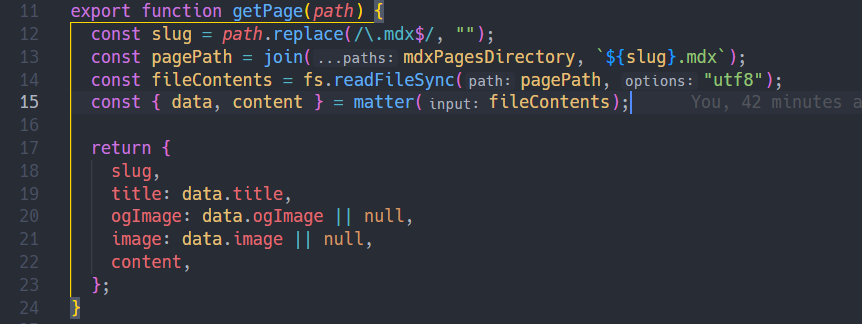 11 export function getPage(path) {
12 const slug = path.replace(/\.mdx$/, "");
13 const pagePath = join(...paths: mdxPagesDirectory, `${slug}.mdx`);
14 const fileContents = fs.readFileSync(path: pagePath, options: "utf8");
15 const { data, content } = matter(input: fileContents); You, 42 minutes a
16
17 return {
18 slug,
19 title: data.title,
20 ogImage: data.ogImage || null,
21 image: data.image || null,
22 content,
23 };
24 }